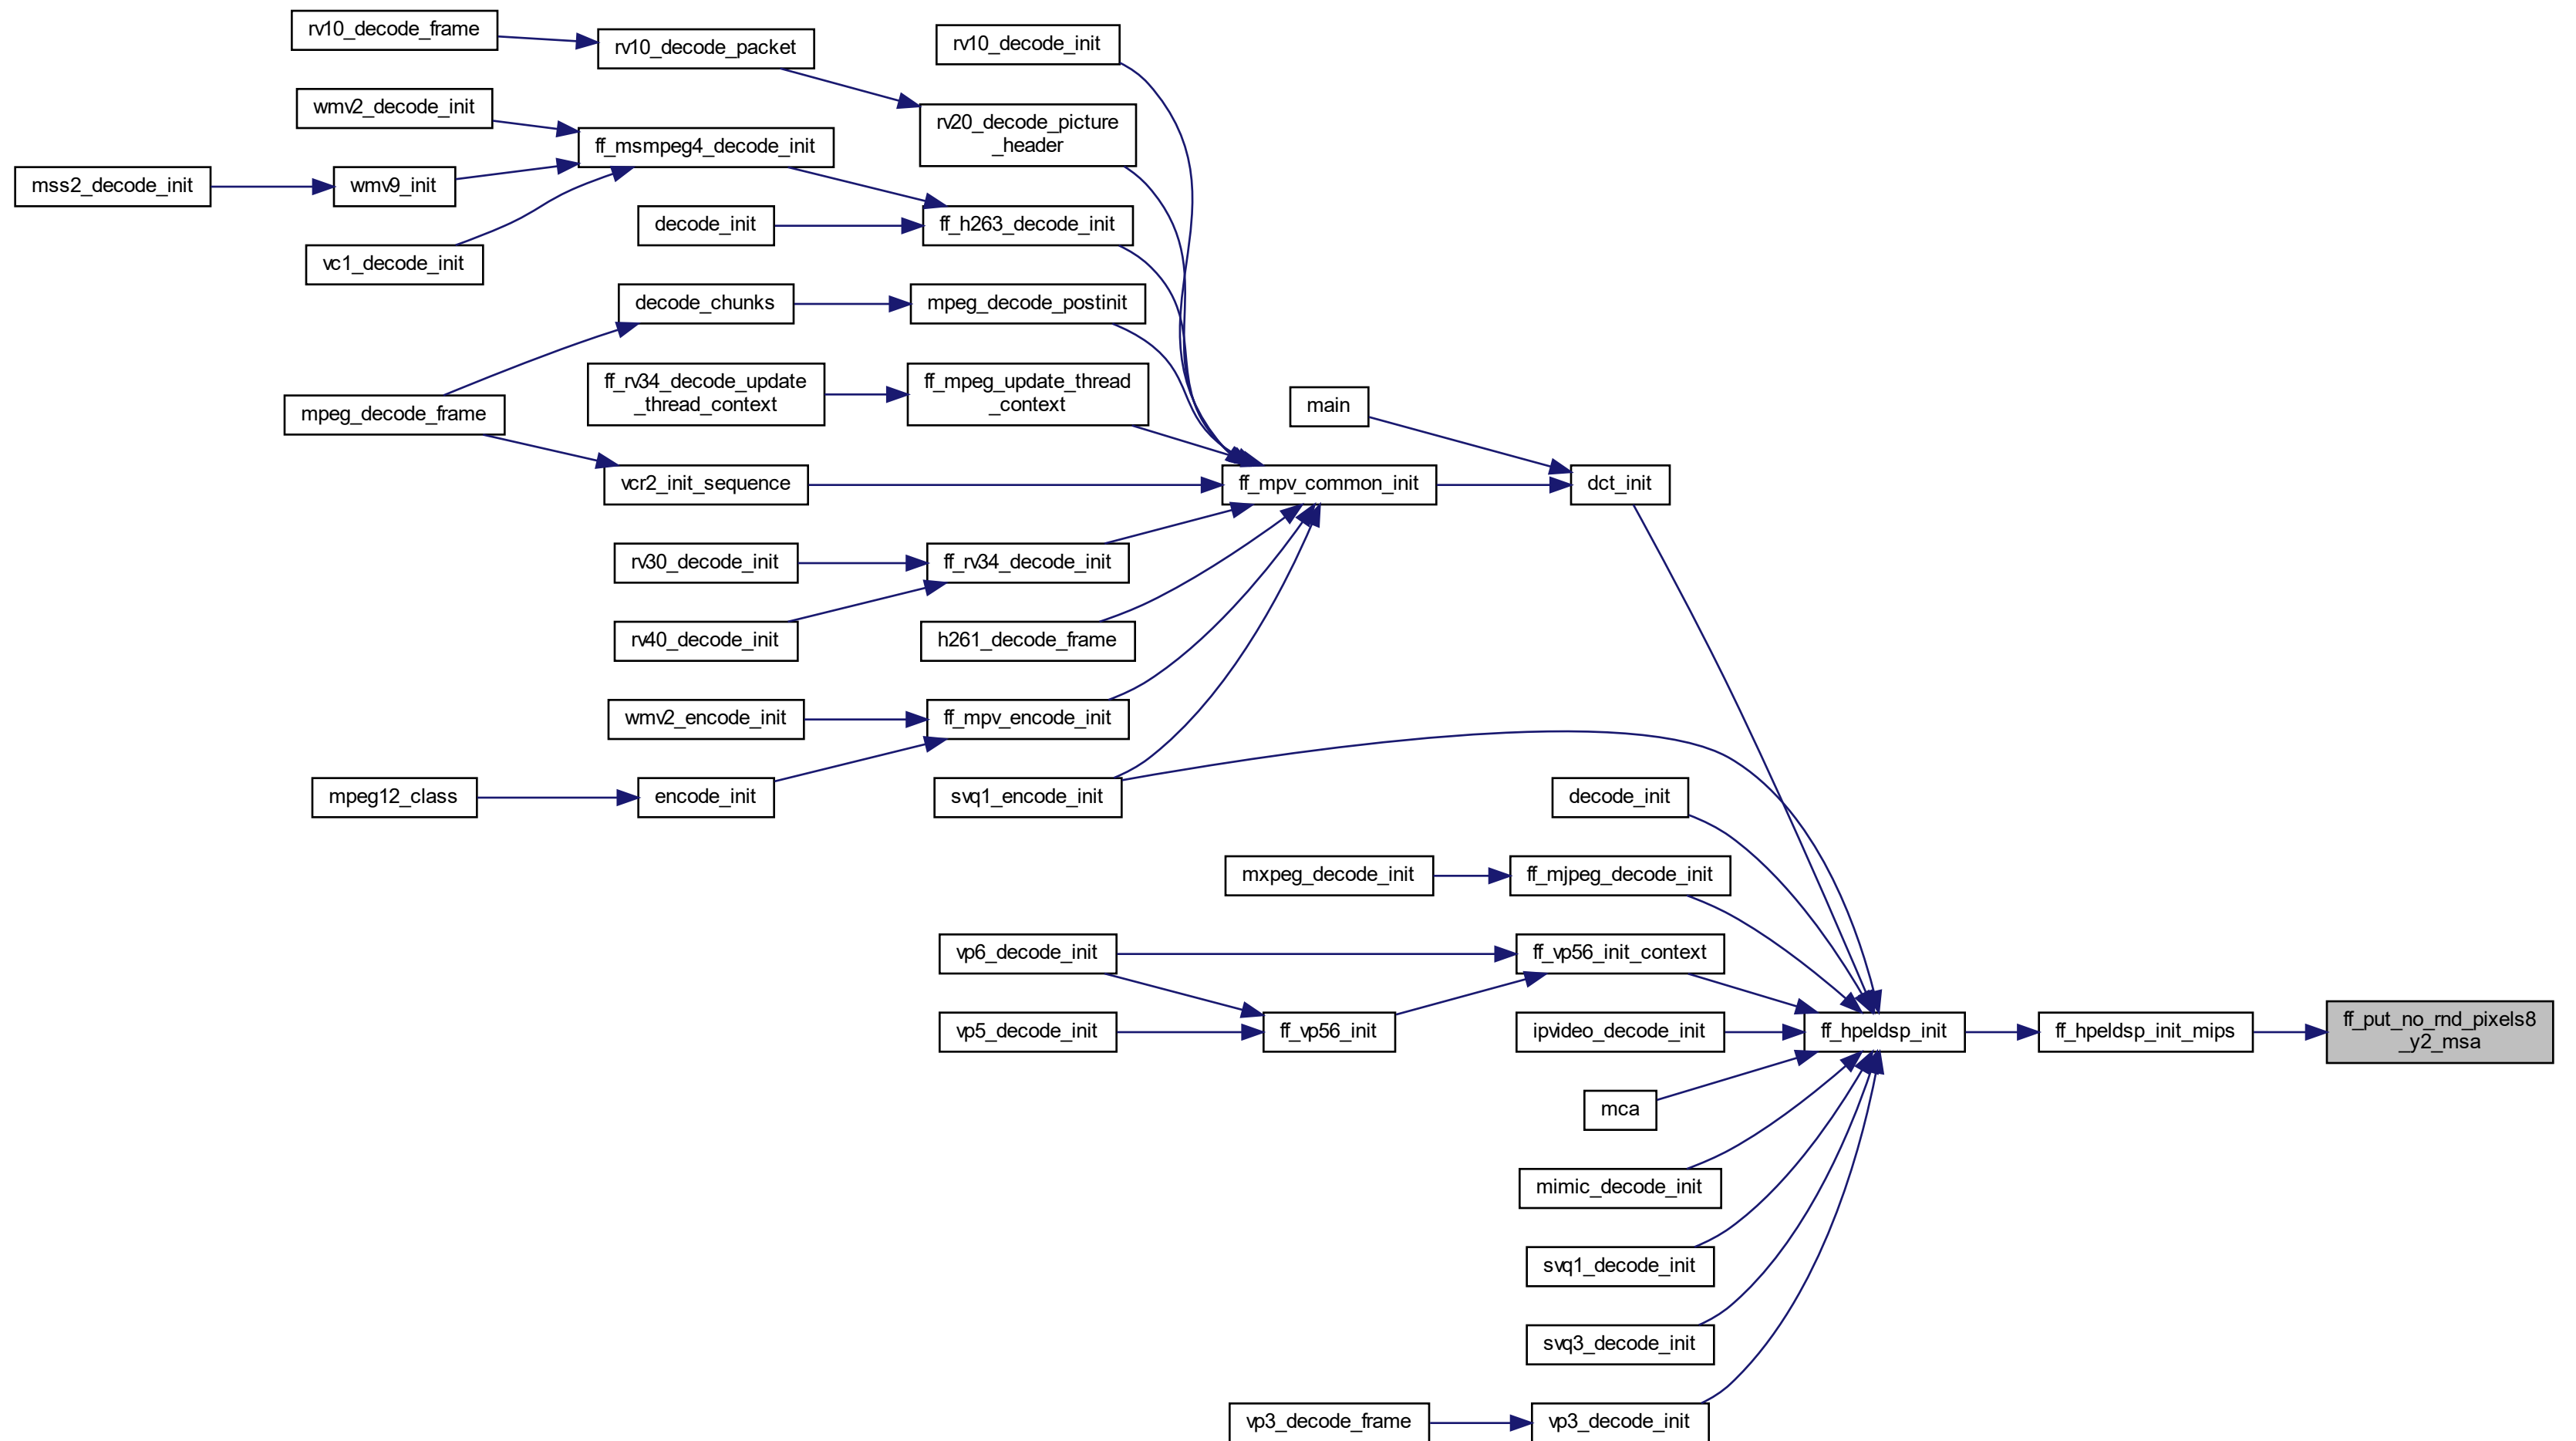 rv10_decode_frame
rv10_decode_packet
rv10_decode_init
wmv2_decode_init
rv20_decode_picture
_header
ff_msmpeg4_decode_init
mss2_decode_init
wmv9_init
decode_init
ff_h263_decode_init
vc1_decode_init
decode_chunks
mpeg_decode_postinit
ff_rv34_decode_update
_thread_context
ff_mpeg_update_thread
_context
main
mpeg_decode_frame
vcr2_init_sequence
ff_mpv_common_init
dct_init
rv30_decode_init
ff_rv34_decode_init
rv40_decode_init
h261_decode_frame
wmv2_encode_init
ff_mpv_encode_init
mpeg12_class
encode_init
svq1_encode_init
decode_init
mxpeg_decode_init
ff_mjpeg_decode_init
vp6_decode_init
ff_vp56_init_context
vp5_decode_init
ff_vp56_init
ipvideo_decode_init
ff_hpeldsp_init
ff_hpeldsp_init_mips
ff_put_no_rnd_pixels8
_y2_msa
mca
mimic_decode_init
svq1_decode_init
svq3_decode_init
vp3_decode_frame
vp3_decode_init